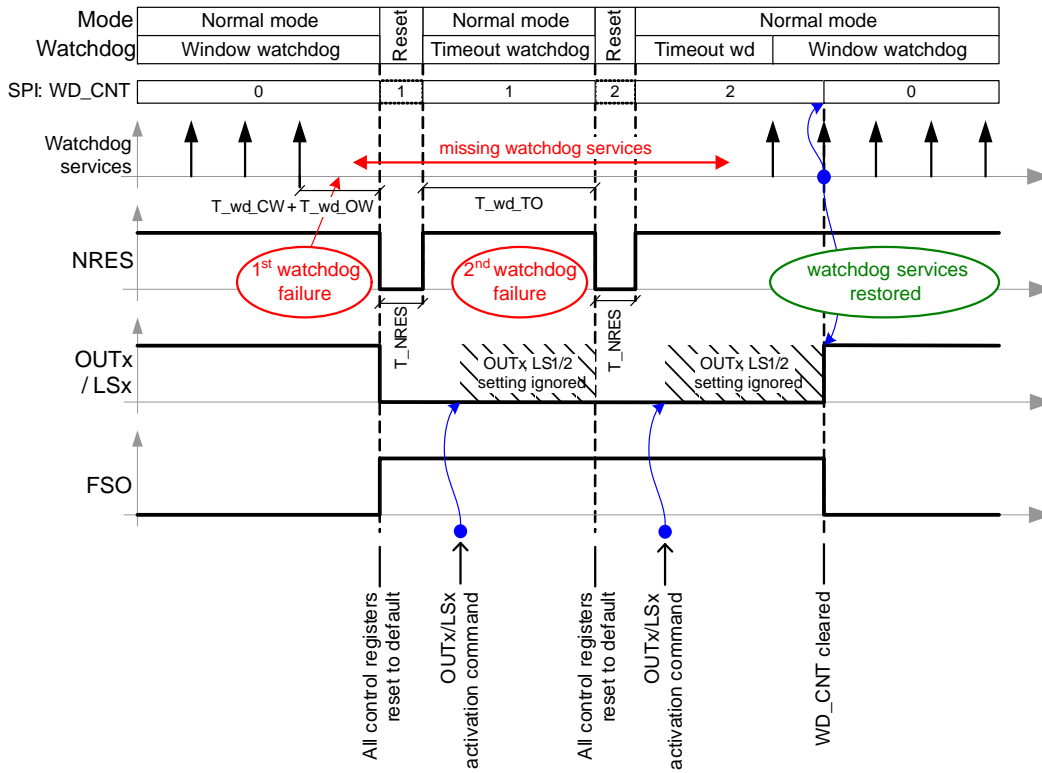 Mode
Normal mode
Reset
Normal mode
Reset
Normal mode
Watchdog
Window watchdog
Timeout watchdog
Timeout wd
Window watchdog
SPI: WD_CNT
0
1
1
2
2
0
Watchdog
services
missing watchdog services
T_wd_CW + T_wd_OW
T_wd_TO
NRES
1st watchdog
failure
2nd watchdog
failure
watchdog services
restored
T_NRES
T_NRES
OUTx
/ LSx
OUTx, LS1/2
setting ignored
OUTx, LS1/2
setting ignored
FSO
All control registers
reset to default
OUTx/LSx
activation command
All control registers
reset to default
OUTx/LSx
activation command
WD_CNT cleared